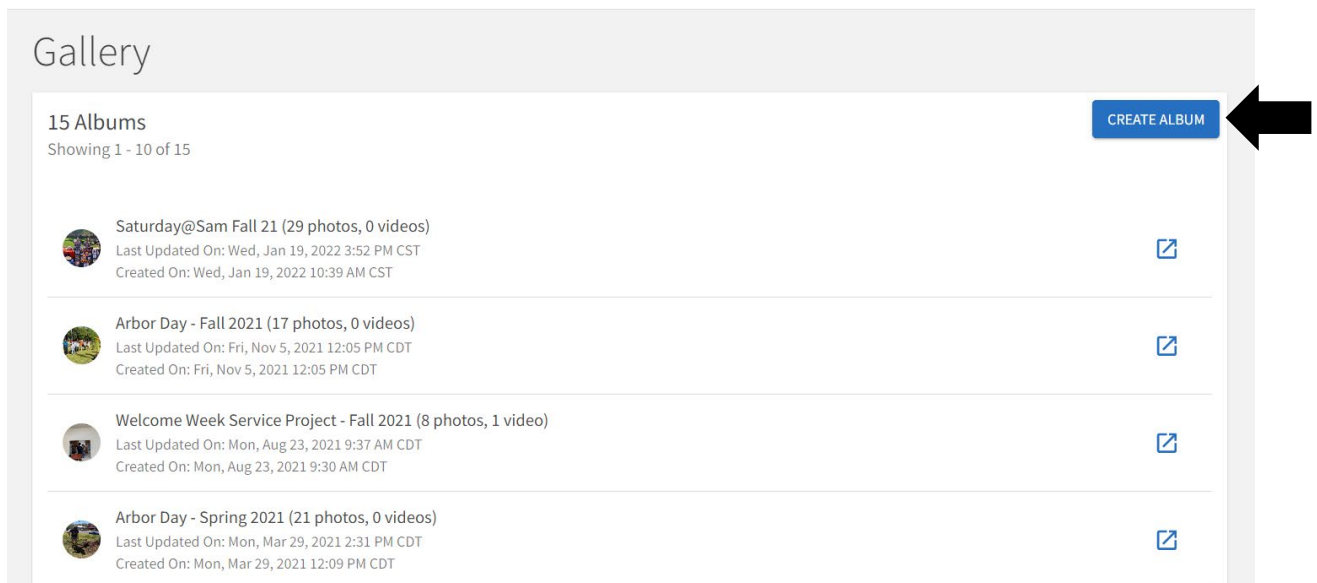 Gallery
15 Albums
Showing 1 - 10 of 15
CREATE ALBUM
Saturday@Sam Fall 21 (29 photos, 0 videos)
Last Updated On: Wed, Jan 19, 2022 3:52 PM CST
Created On: Wed, Jan 19, 2022 10:39 AM CST
Arbor Day - Fall 2021 (17 photos, 0 videos)
Last Updated On: Fri, Nov 5, 2021 12:05 PM CDT
Created On: Fri, Nov 5, 2021 12:05 PM CDT
Welcome Week Service Project - Fall 2021 (8 photos, 1 video)
Last Updated On: Mon, Aug 23, 2021 9:37 AM CDT
Created On: Mon, Aug 23, 2021 9:30 AM CDT
Arbor Day - Spring 2021 (21 photos, 0 videos)
Last Updated On: Mon, Mar 29, 2021 2:31 PM CDT
Created On: Mon, Mar 29, 2021 12:09 PM CDT